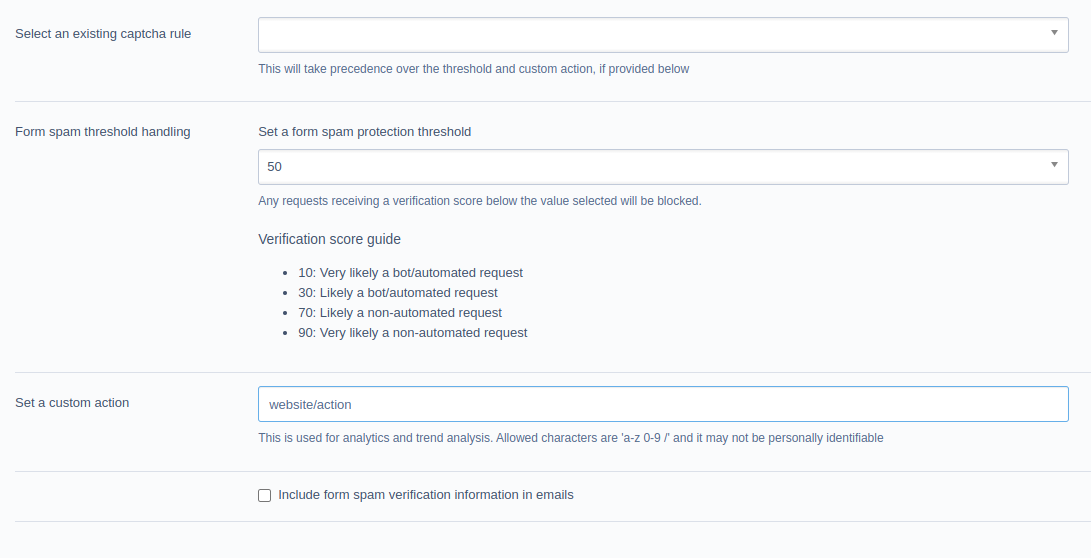 Select an existing captcha rule
This will take precedence over the threshold and custom action, if provided below
Form spam threshold handling
Set a form spam protection threshold
50
Any requests receiving a verification score below the value selected will be blocked.
Verification score guide
10: Very likely a bot/automated request
30: Likely a bot/automated request
70: Likely a non-automated request
90: Very likely a non-automated request
Set a custom action
website/action
This is used for analytics and trend analysis. Allowed characters are 'a-z 0-9 /' and it may not be personally identifiable
Include form spam verification information in emails